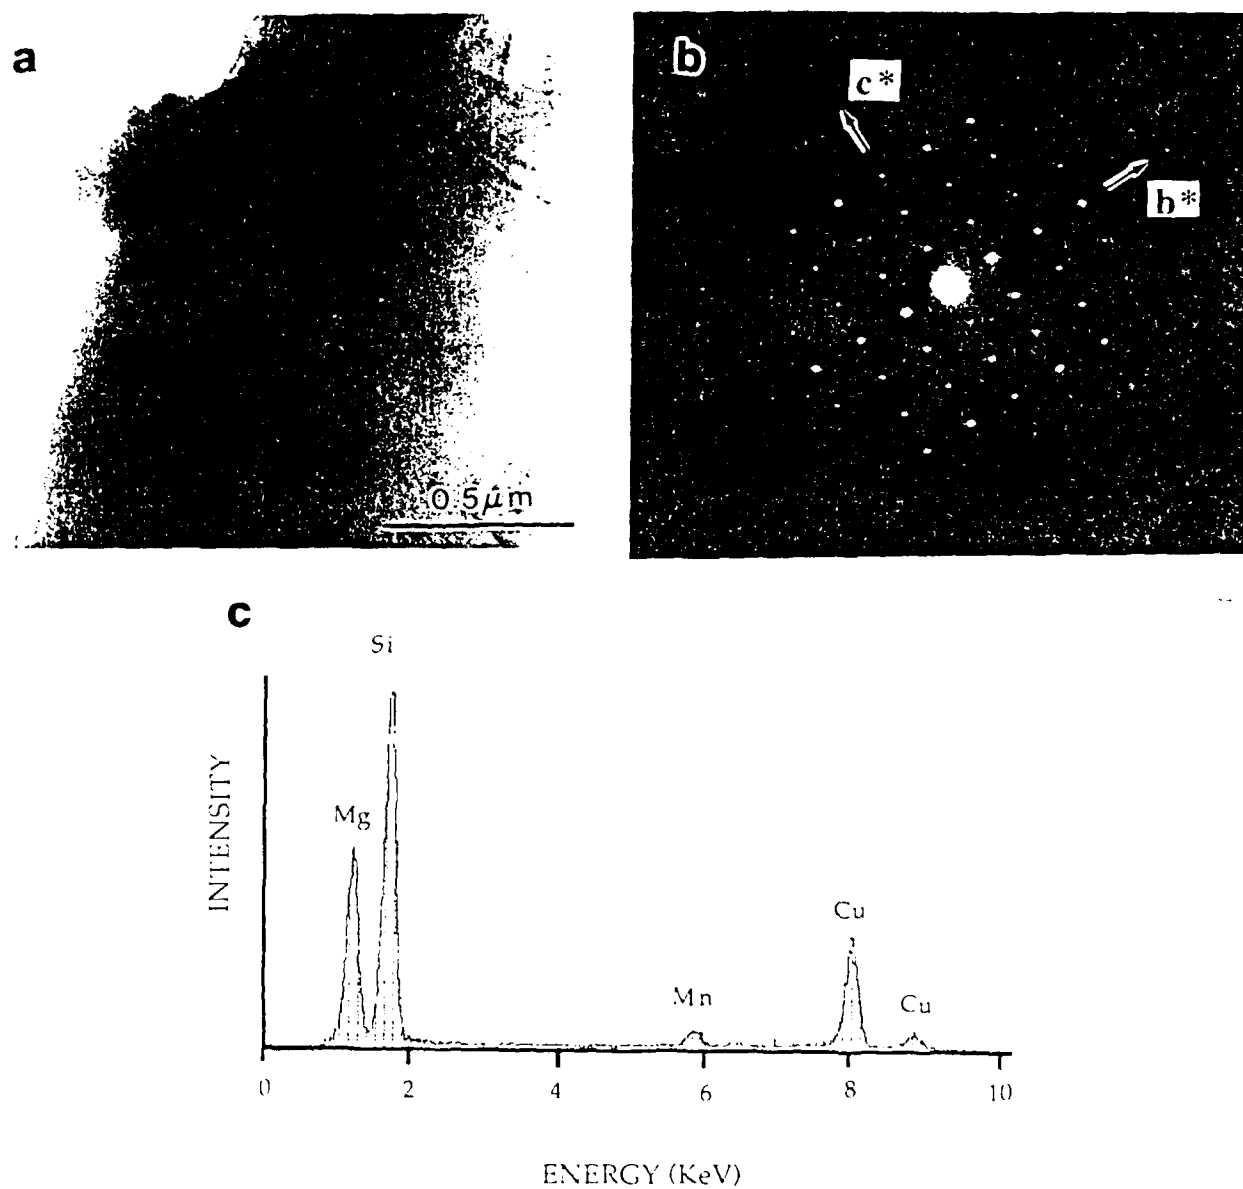 a
b
c*
b*
0.5μm
c
Si
Mg
INTENSITY
Mn
Cu
Cu
0 2 4 6 8 10
ENERGY (KeV)